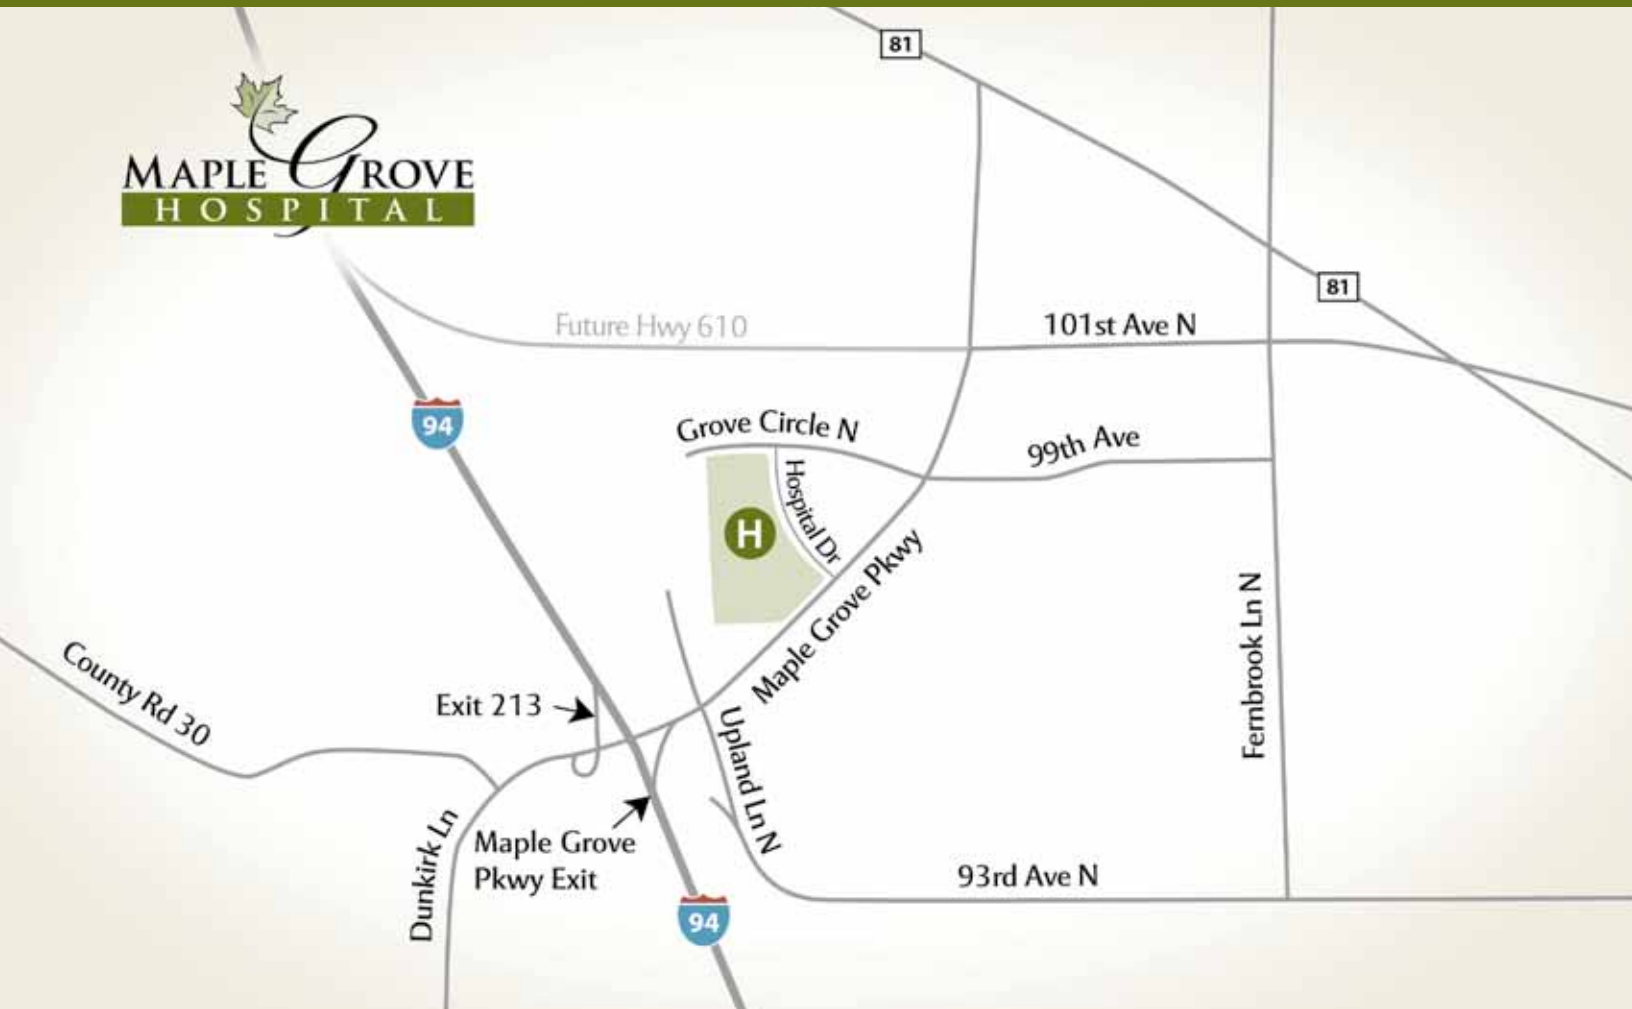 81
MAPLE GROVE
HOSPITAL
81
Future Hwy 610
101st Ave N
94
Grove Circle N
99th Ave
Hospital Dr
H
Maple Grove Pkwy
Fernbrook Ln N
County Rd 30
Exit 213
Upland Ln N
Dunkirk Ln
Maple Grove
Pkwy Exit
93rd Ave N
94